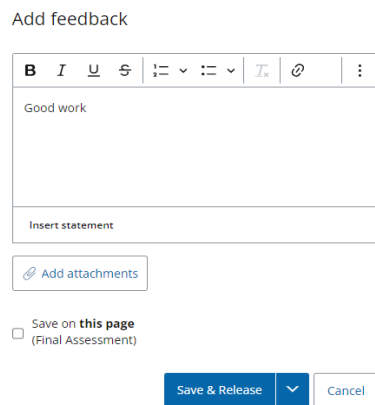 Add feedback
B I U S
Good work
Insert statement
Add attachments
Save on this page
(Final Assessment)
Save & Release Cancel